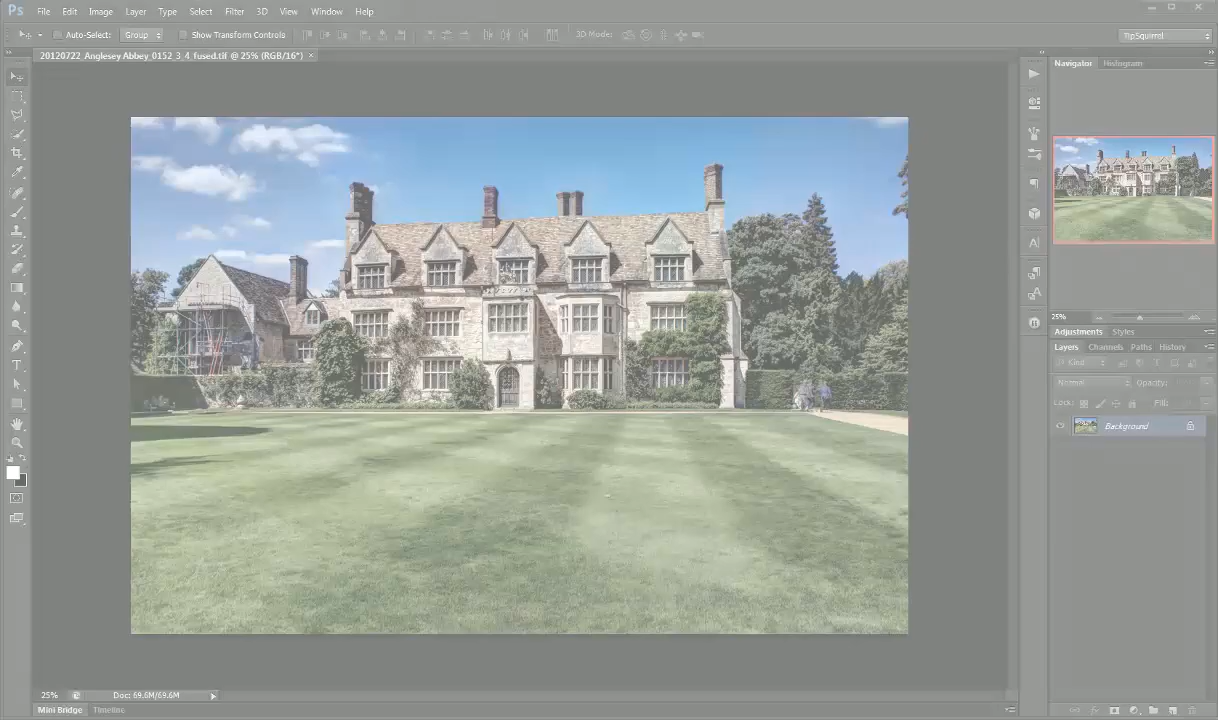 Ps File Edit Image Layer Type Select Filter 3D View Window Help
Auto-Select: Group Show Transform Controls 3D Mode: TipSquirrel
20120722_Anglesey Abbey_0152_3_4_fused.tif @ 25% (RGB/16*) ×
Navigator Histogram
25%
Adjustments Styles
Layers Channels Paths History
Kind
Normal Opacity:
Lock: Fill:
Background
25% Doc: 69.6M/69.6M
Mini Bridge Timeline